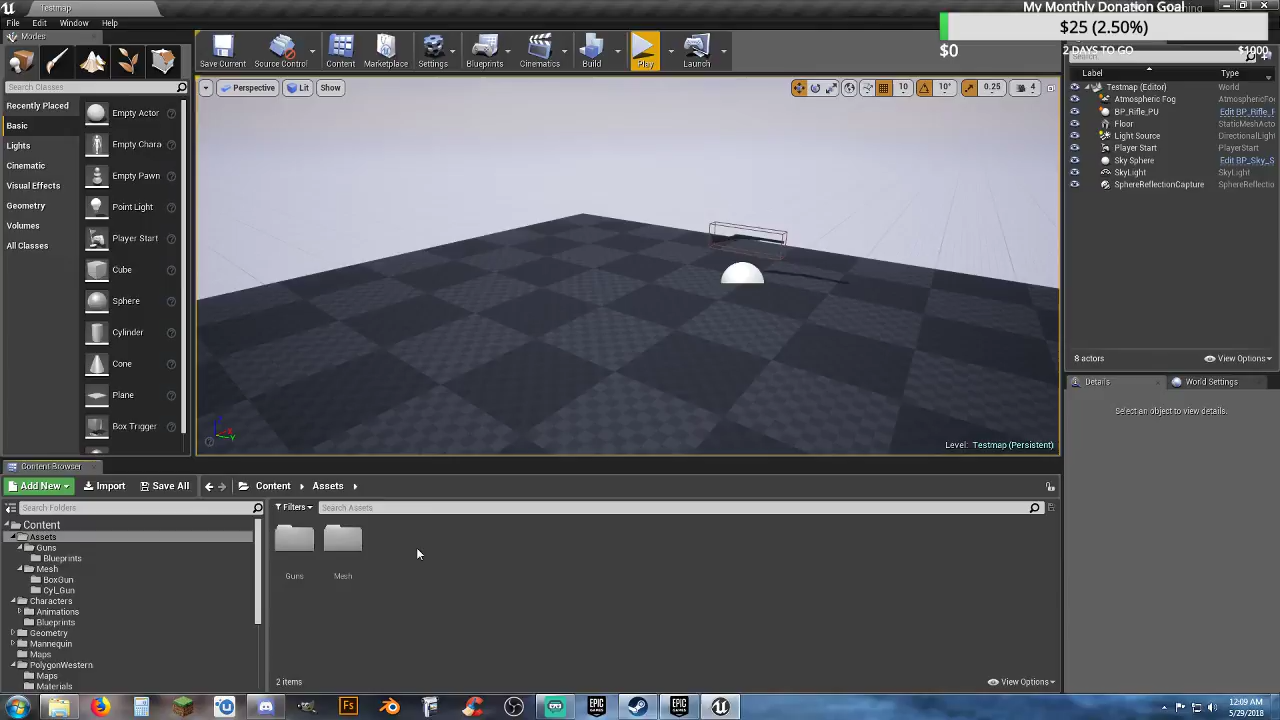 Testmap
My Monthly Donation Goal
File Edit Window Help
$25 (2.50%)
$0
2 DAYS TO GO
$1000
Modes
Search Classes
Recently Placed
Basic
Lights
Cinematic
Visual Effects
Geometry
Volumes
All Classes
Empty Actor
Empty Chara
Empty Pawn
Point Light
Player Start
Cube
Sphere
Cylinder
Cone
Plane
Box Trigger
Save Current
Source Control
Content
Marketplace
Settings
Blueprints
Cinematics
Build
Play
Launch
Perspective Lit Show
10 10° 0.25 4
Level: Testmap (Persistent)
Search
Label Type
Testmap (Editor) World
Atmospheric Fog AtmosphericFo
BP_Rifle_PU Edit BP_Rifle_
Floor StaticMeshActo
Light Source DirectionalLigh
Player Start PlayerStart
Sky Sphere Edit BP_Sky_S
SkyLight SkyLight
SphereReflectionCapture SphereReflectio
8 actors
View Options
Details
World Settings
Select an object to view details.
Content Browser
Add New Import Save All Content Assets
Search Folders
Filters
Search Assets
Content
Assets
Guns
Blueprints
Mesh
BoxGun
Cyl_Gun
Characters
Animations
Blueprints
Geometry
Mannequin
Maps
PolygonWestern
Maps
Materials
Guns
Mesh
2 items
View Options
12:09 AM
5/29/2018